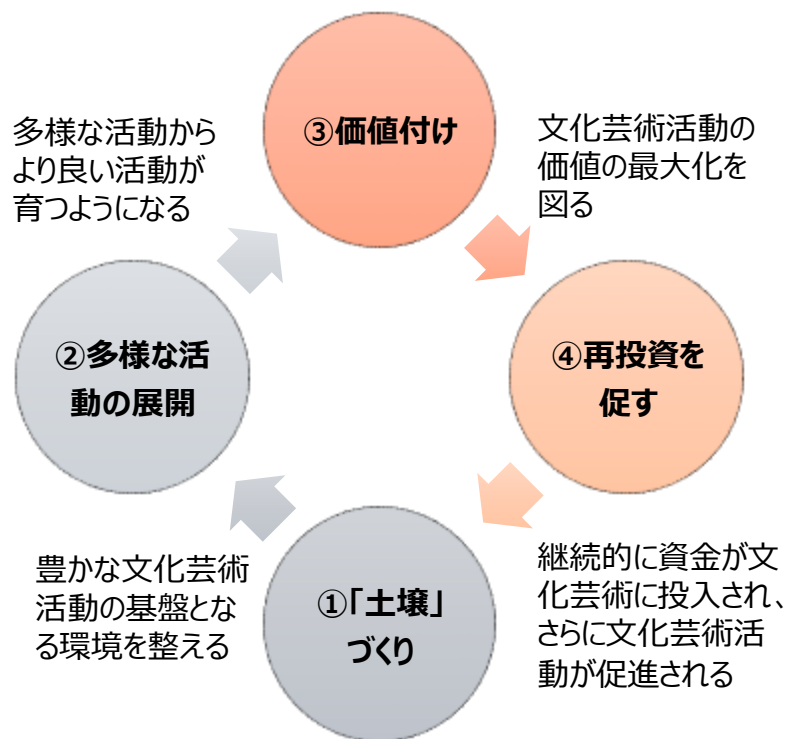 ③価値付け
多様な活動から
より良い活動が
育つようになる
文化芸術活動の
価値の最大化を
図る
②多様な活
動の展開
④再投資を
促す
豊かな文化芸術
活動の基盤とな
る環境を整える
①「土壌」
づくり
継続的に資金が文
化芸術に投入され、
さらに文化芸術活
動が促進される